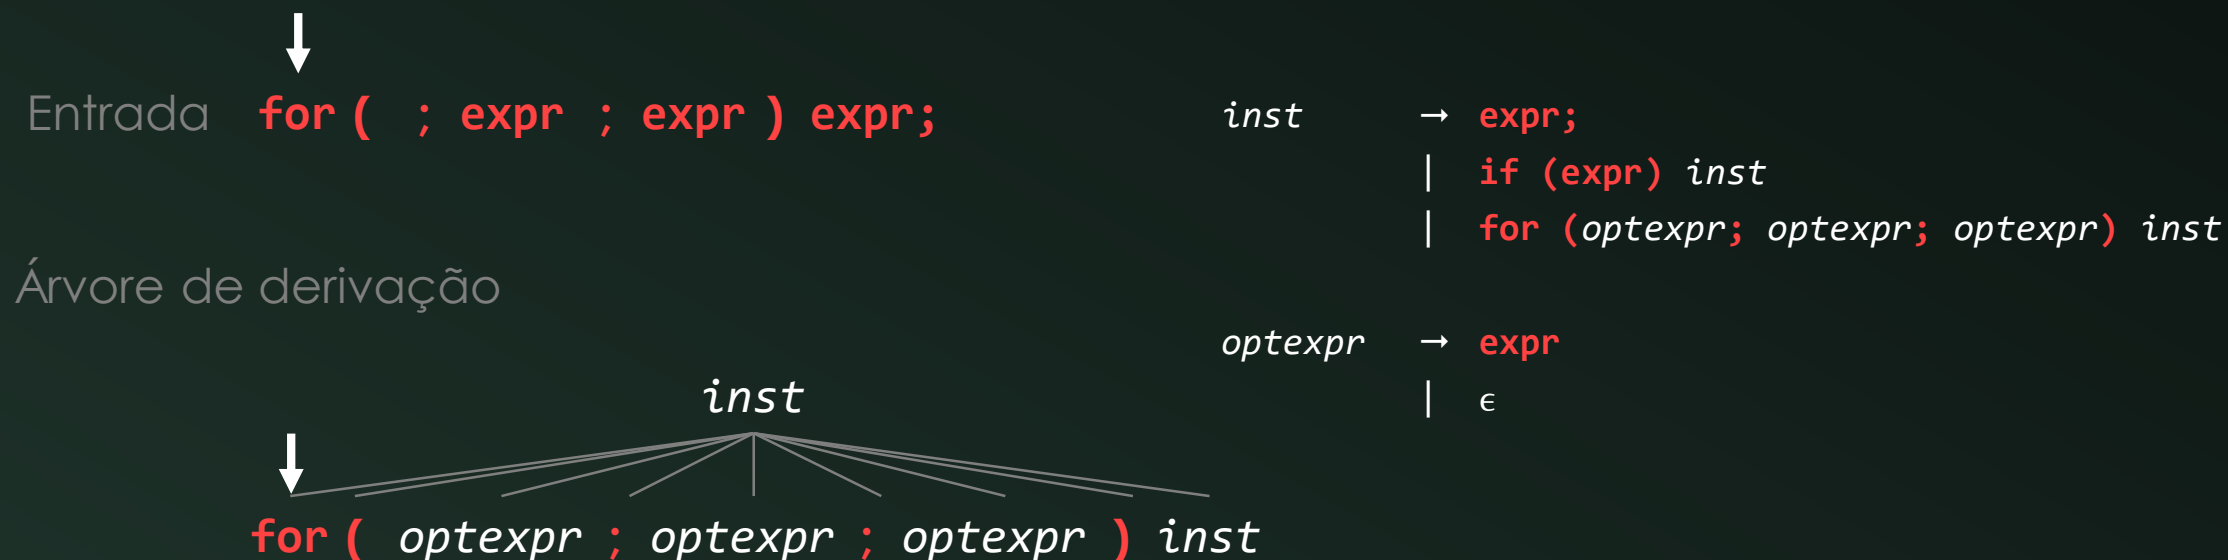 Entrada for ( ; expr ; expr ) expr;
Árvore de derivação
inst
for ( optexpr ; optexpr ; optexpr ) inst
inst → expr;
| if (expr) inst
| for (optexpr; optexpr; optexpr) inst
optexpr → expr
| ϵ